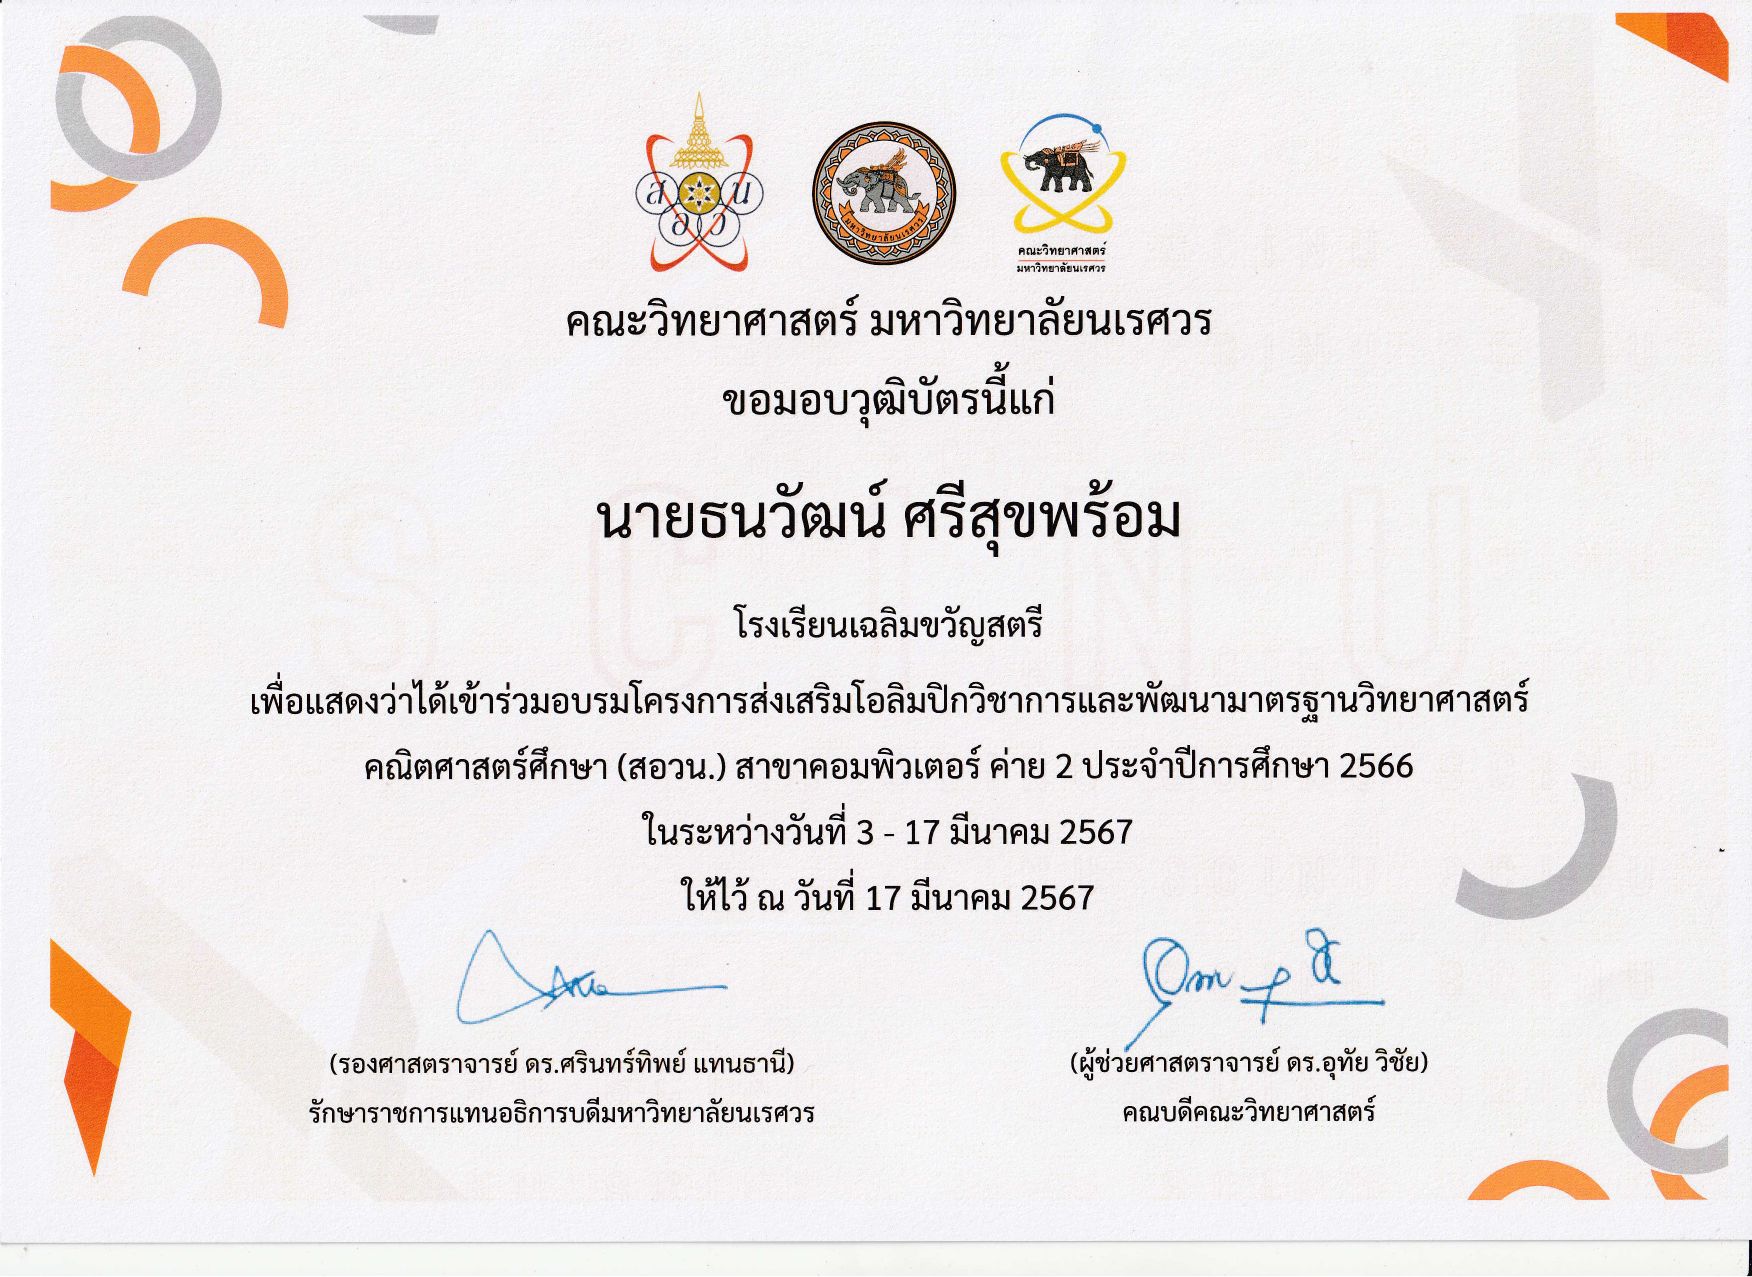 ส อ ว น
มหาวิทยาลัยนเรศวร
คณะวิทยาศาสตร์
มหาวิทยาลัยนเรศวร
คณะวิทยาศาสตร์ มหาวิทยาลัยนเรศวร
ขอมอบวุฒิบัตรนี้แก่
นายธนวัฒน์ ศรีสุขพร้อม
โรงเรียนเฉลิมขวัญสตรี
เพื่อแสดงว่าได้เข้าร่วมอบรมโครงการส่งเสริมโอลิมปิกวิชาการและพัฒนามาตรฐานวิทยาศาสตร์
คณิตศาสตร์ศึกษา (สอวน.) สาขาคอมพิวเตอร์ ค่าย 2 ประจำปีการศึกษา 2566
ในระหว่างวันที่ 3 - 17 มีนาคม 2567
ให้ไว้ ณ วันที่ 17 มีนาคม 2567
(รองศาสตราจารย์ ดร.ศรินทร์ทิพย์ แทนธานี)
รักษาราชการแทนอธิการบดีมหาวิทยาลัยนเรศวร
(ผู้ช่วยศาสตราจารย์ ดร.อุทัย วิชัย)
คณบดีคณะวิทยาศาสตร์